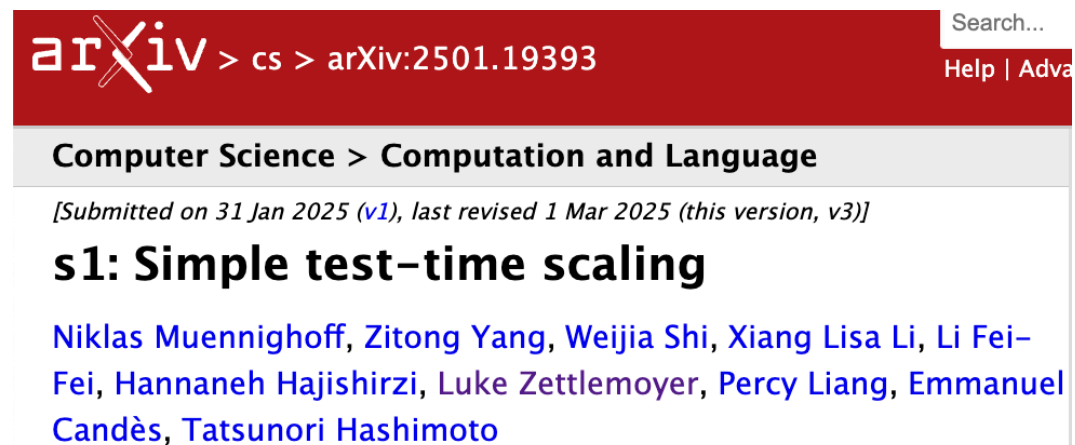 arXiv > cs > arXiv:2501.19393
Search...
Help | Adva
Computer Science > Computation and Language
[Submitted on 31 Jan 2025 (v1), last revised 1 Mar 2025 (this version, v3)]
s1: Simple test-time scaling
Niklas Muennighoff, Zitong Yang, Weijia Shi, Xiang Lisa Li, Li Fei-
Fei, Hannaneh Hajishirzi, Luke Zettlemoyer, Percy Liang, Emmanuel
Candès, Tatsunori Hashimoto